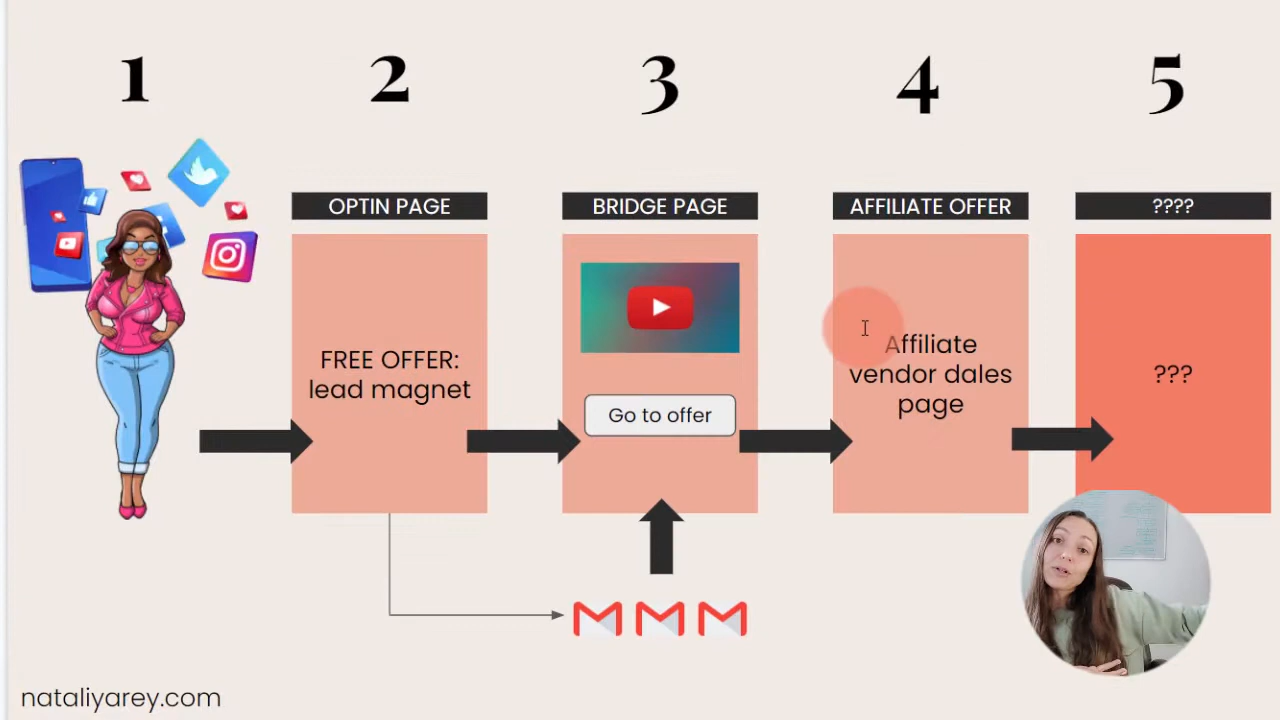 1
2
3
4
5
OPTIN PAGE
BRIDGE PAGE
AFFILIATE OFFER
????
FREE OFFER:
lead magnet
Go to offer
Affiliate
vendor dales
page
???
nataliyarey.com